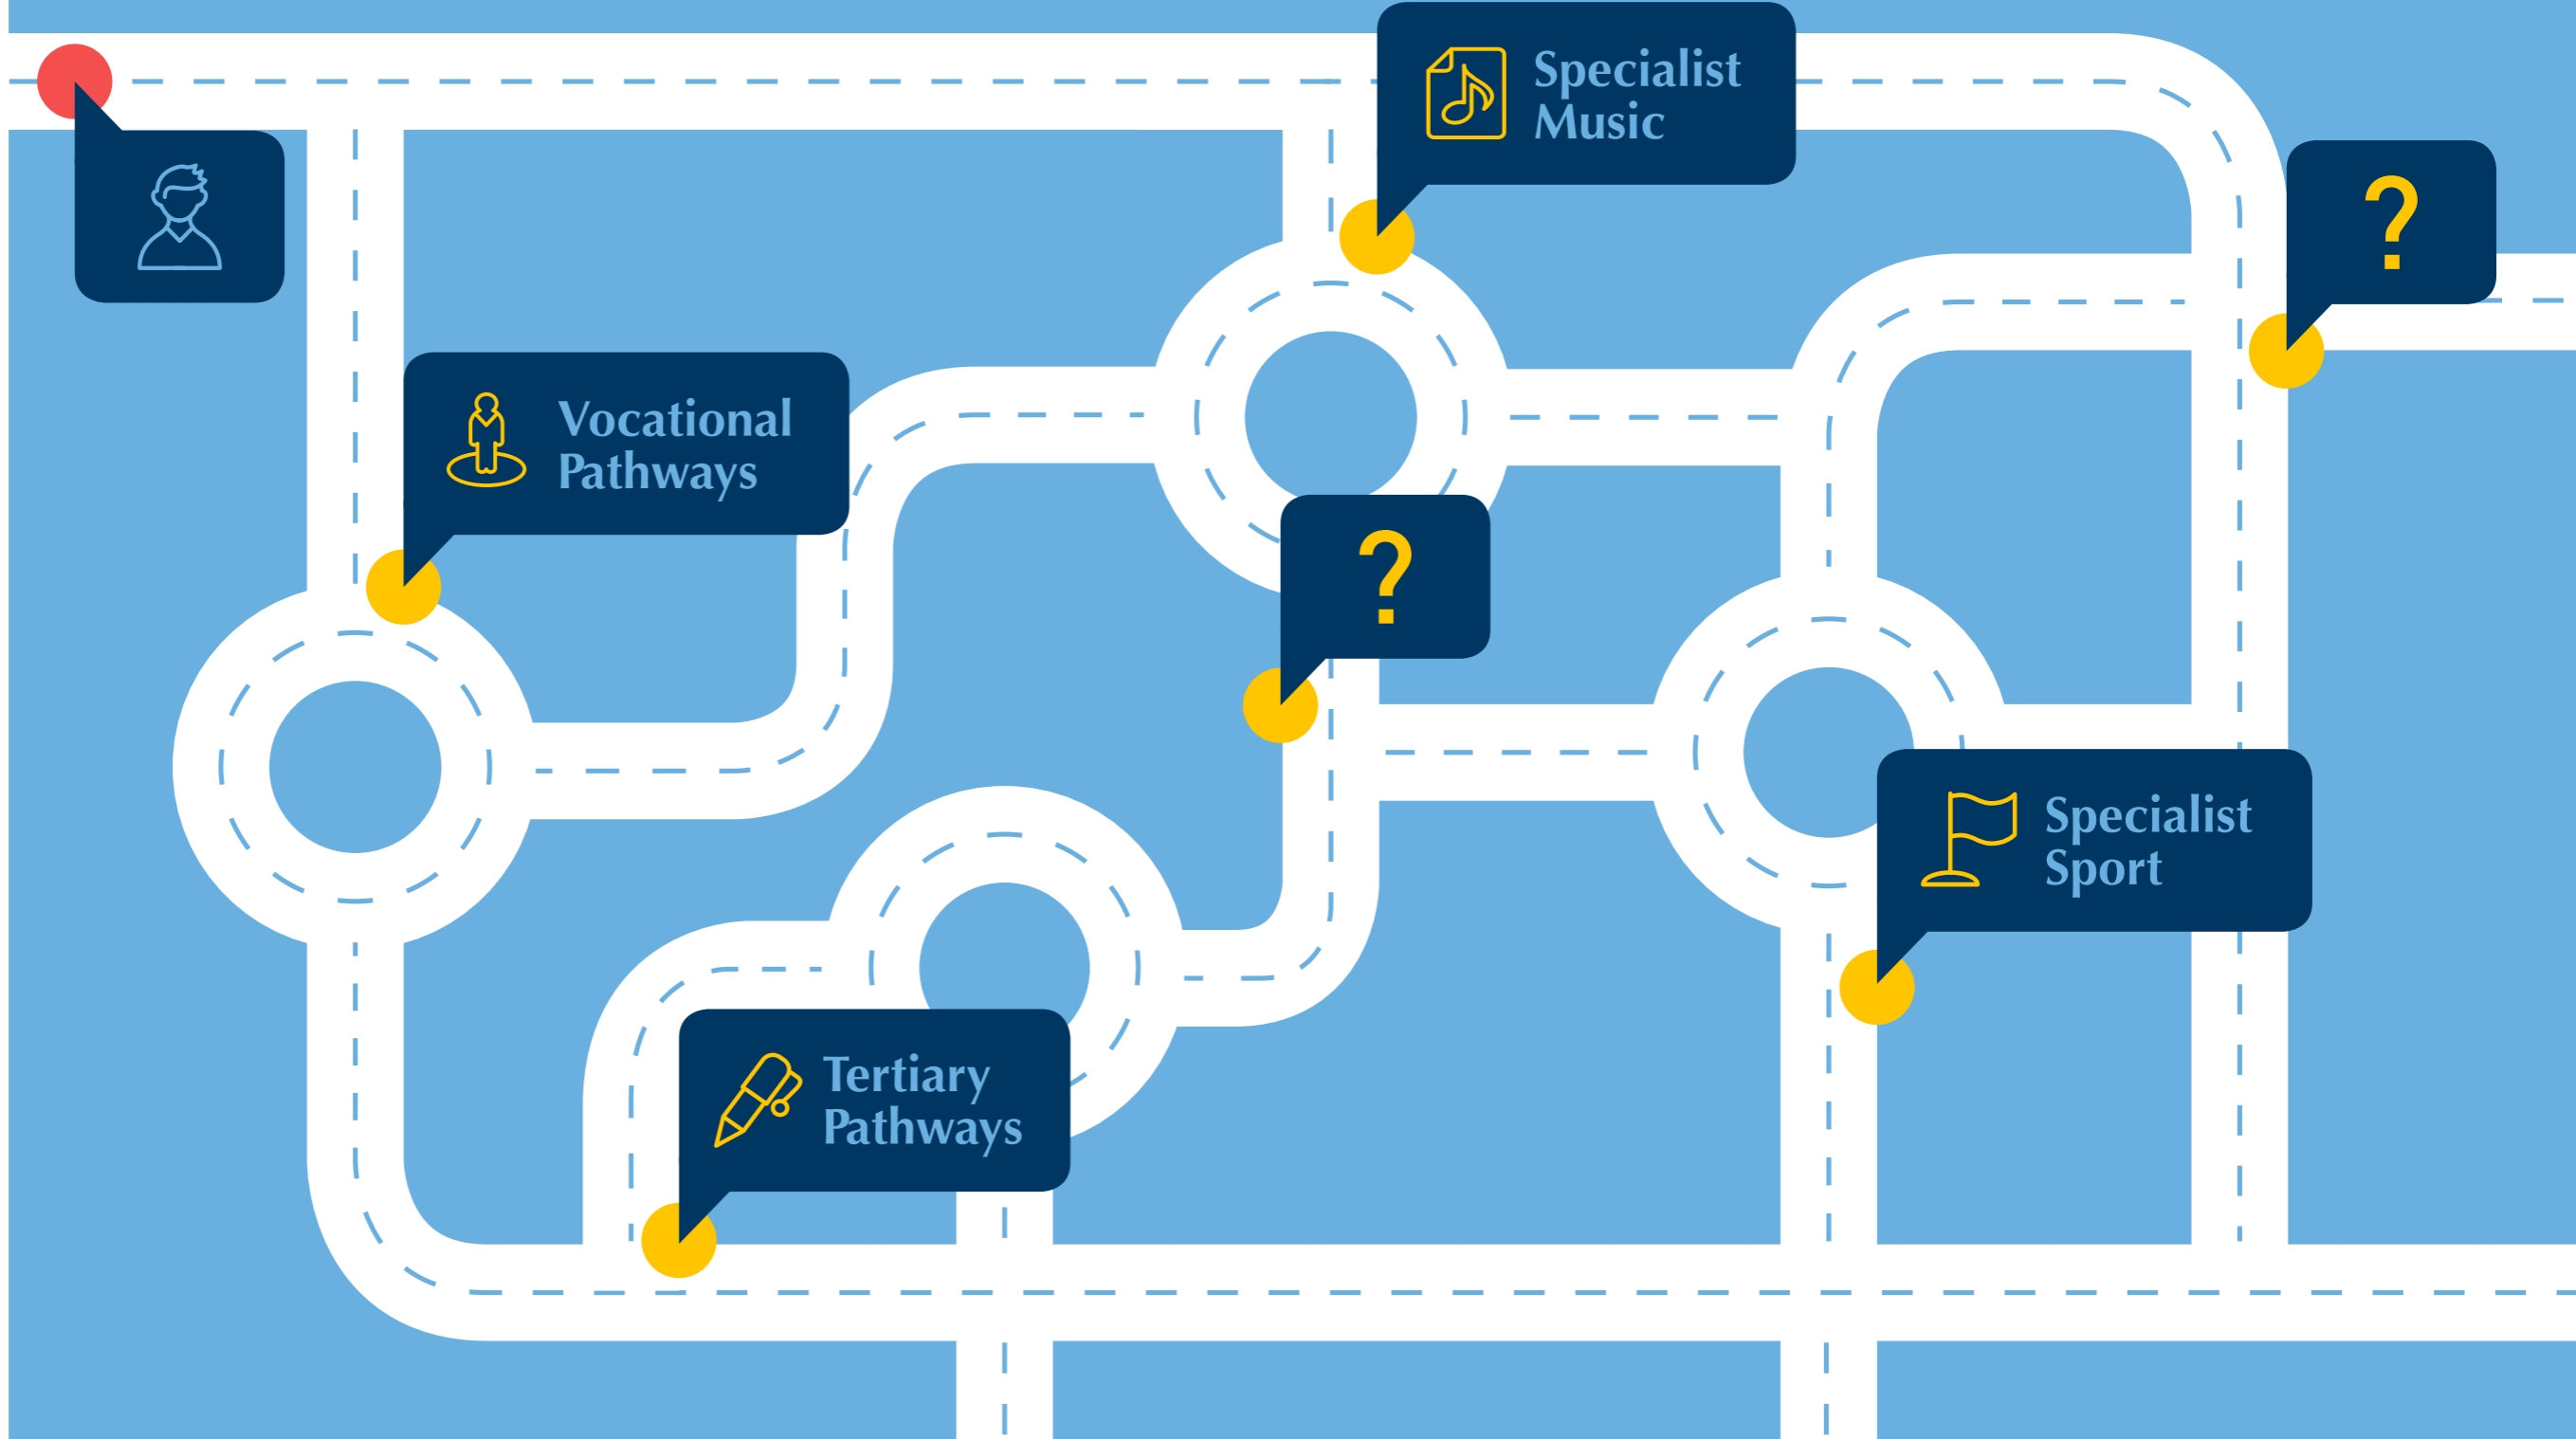 Specialist
Music
?
Vocational
Pathways
?
Specialist
Sport
Tertiary
Pathways